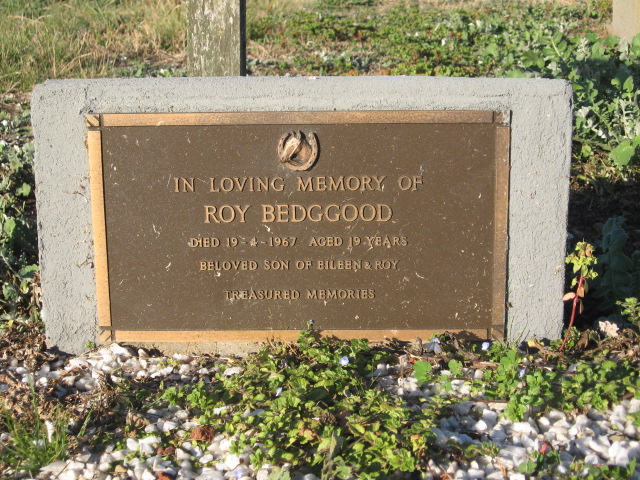 IN LOVING MEMORY OF
ROY BEDGGOOD
DIED 19-4-1967 AGED 19 YEARS
BELOVED SON OF EILEEN & ROY
TREASURED MEMORIES